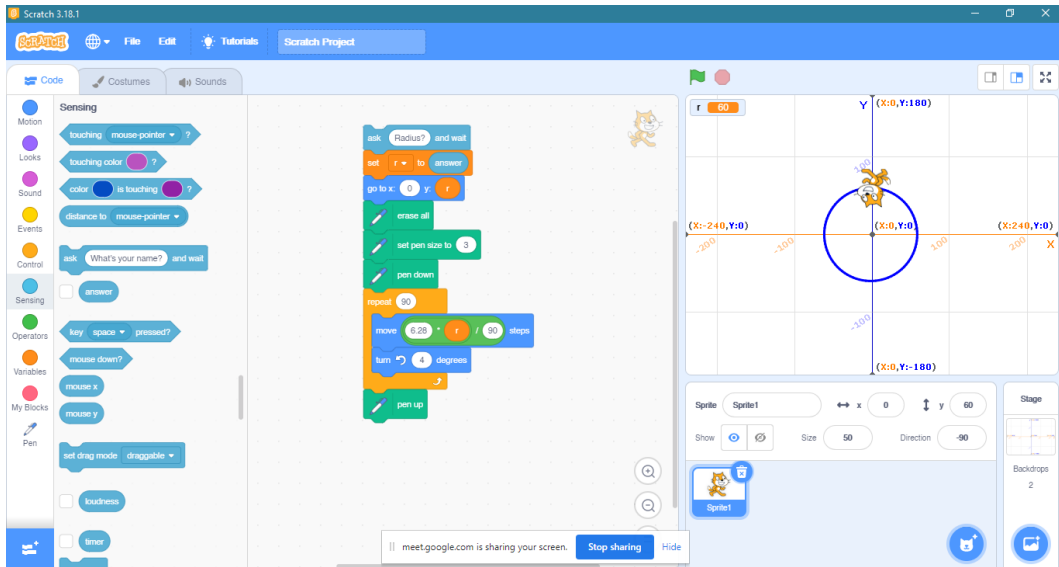 Scratch 3.18.1
SCRATCH File Edit Tutorials Scratch Project
Code Costumes Sounds
Motion
Looks
Sound
Events
Control
Sensing
Operators
Variables
My Blocks
Pen
Sensing
touching mouse-pointer ?
touching color ?
color is touching ?
distance to mouse-pointer
ask What's your name? and wait
answer
key space pressed?
mouse down?
mouse x
mouse y
set drag mode draggable
loudness
timer
ask Radius? and wait
set r to answer
go to x: 0 y: r
erase all
set pen size to 3
pen down
repeat 90
move 6.28 * r / 90 steps
turn 4 degrees
pen up
r 60
Y (X:0,Y:180)
100
(X:-240,Y:0) (X:0,Y:0) (X:240,Y:0)
-200 -100 100 200 X
-100
(X:0,Y:-180)
Sprite Sprite1 x 0 y 60
Show Size 50 Direction -90
Sprite1
Stage
Backdrops
2
meet.google.com is sharing your screen. Stop sharing Hide